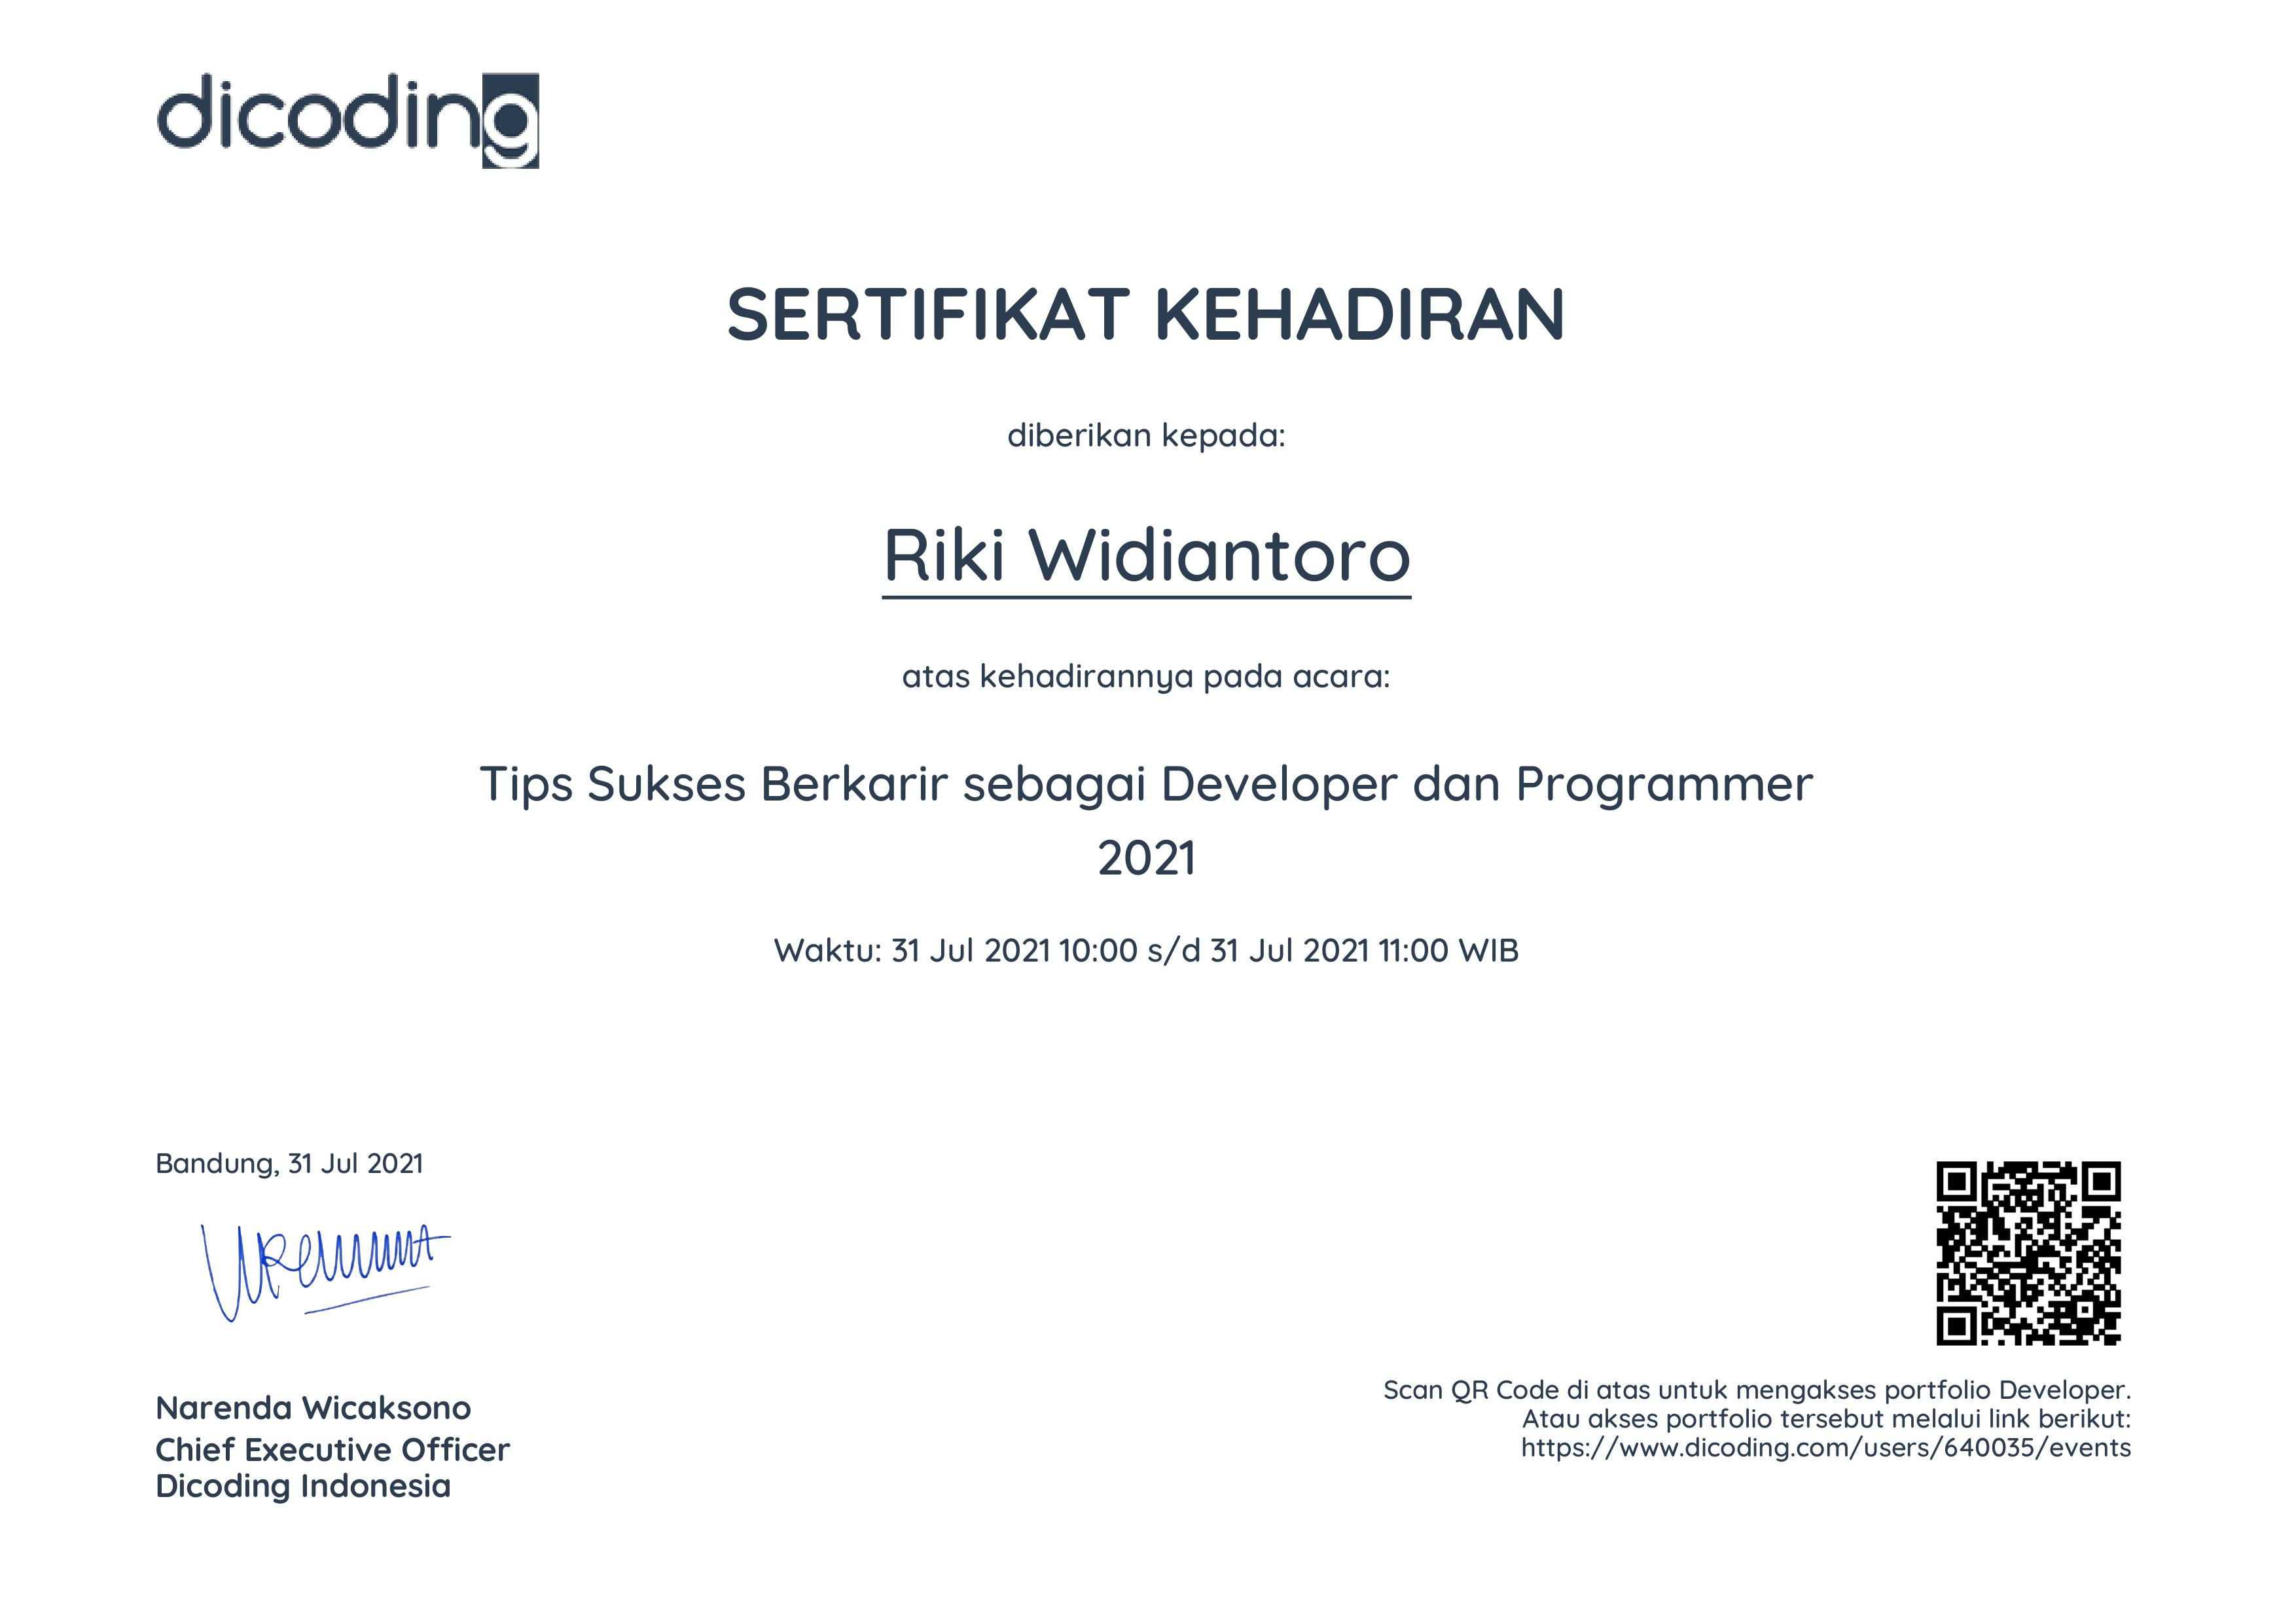 dicoding
SERTIFIKAT KEHADIRAN
diberikan kepada:
Riki Widiantoro
atas kehadirannya pada acara:
Tips Sukses Berkarir sebagai Developer dan Programmer
2021
Waktu: 31 Jul 2021 10:00 s/d 31 Jul 2021 11:00 WIB
Bandung, 31 Jul 2021
Narenda Wicaksono
Chief Executive Officer
Dicoding Indonesia
Scan QR Code di atas untuk mengakses portfolio Developer.
Atau akses portfolio tersebut melalui link berikut:
https://www.dicoding.com/users/640035/events